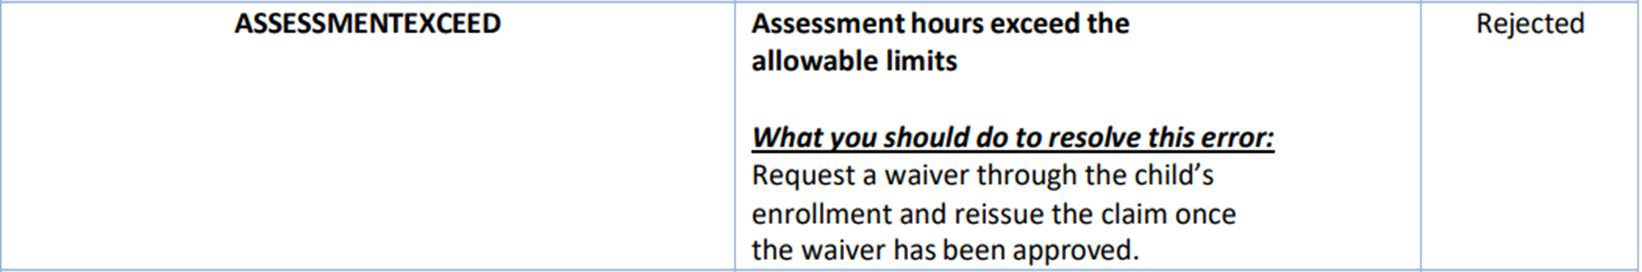 ASSESSMENTEXCEED
Assessment hours exceed the
allowable limits
What you should do to resolve this error:
Request a waiver through the child’s
enrollment and reissue the claim once
the waiver has been approved.
Rejected